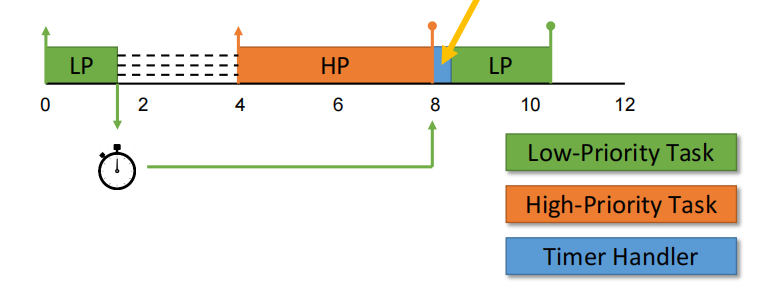 LP HP LP
0 2 4 6 8 10 12
Low-Priority Task
High-Priority Task
Timer Handler